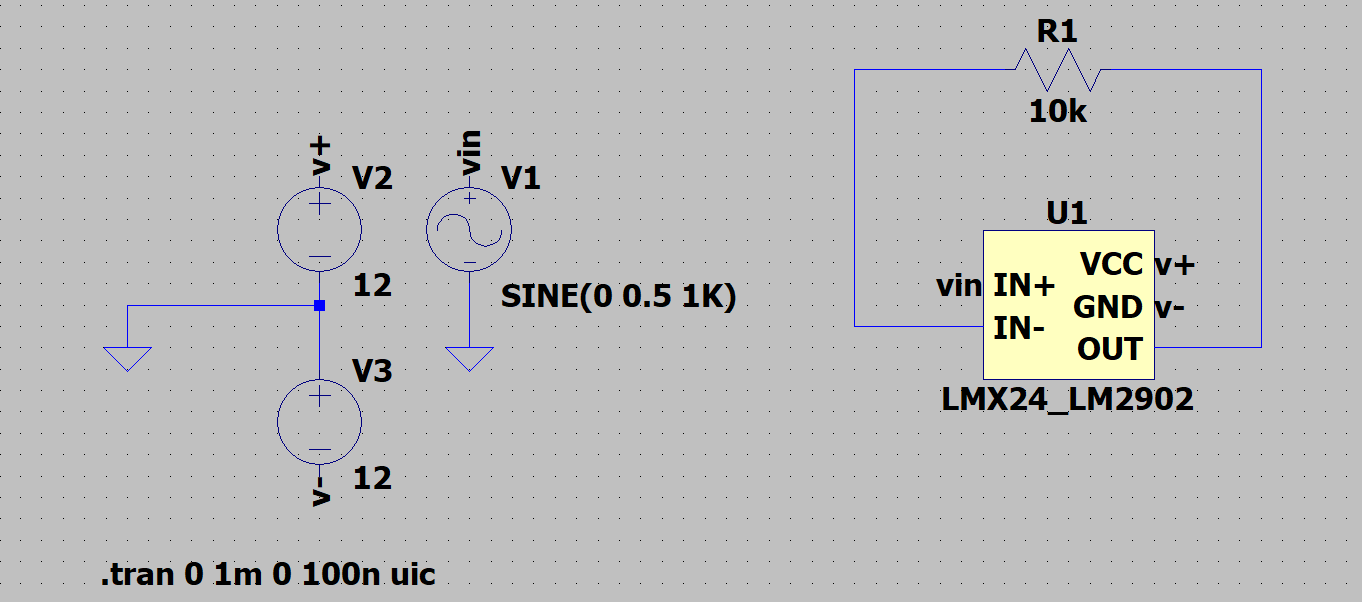 R1
10k
v+
V2
12
vin
V1
SINE(0 0.5 1K)
V3
12
v-
U1
vin
IN+
IN-
VCC
GND
OUT
v+
v-
LMX24_LM2902
.tran 0 1m 0 100n uic